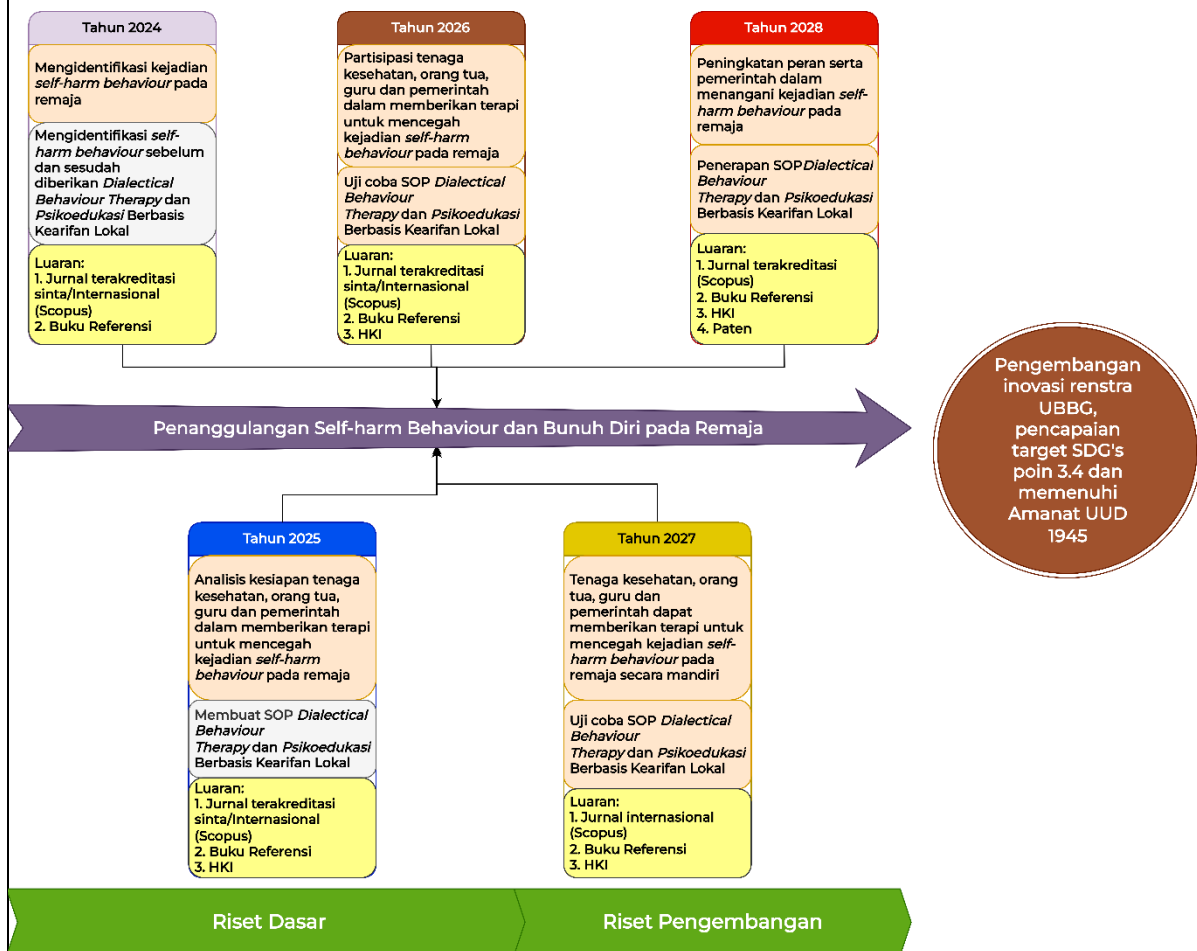 Tahun 2024
Mengidentifikasi kejadian
self-harm behaviour pada
remaja
Mengidentifikasi self-
harm behaviour sebelum
dan sesudah
diberikan Dialectical
Behaviour Therapy dan
Psikoedukasi Berbasis
Kearifan Lokal
Luaran:
1. Jurnal terakreditasi
sinta/Internasional
(Scopus)
2. Buku Referensi
Tahun 2026
Partisipasi tenaga
kesehatan, orang tua,
guru dan pemerintah
dalam memberikan terapi
untuk mencegah
kejadian self-harm
behaviour pada remaja
Uji coba SOP Dialectical
Behaviour
Therapy dan Psikoedukasi
Berbasis Kearifan Lokal
Luaran:
1. Jurnal terakreditasi
sinta/Internasional
(Scopus)
2. Buku Referensi
3. HKI
Tahun 2028
Peningkatan peran serta
pemerintah dalam
menangani kejadian self-
harm behaviour pada
remaja
Penerapan SOP Dialectical
Behaviour
Therapy dan Psikoedukasi
Berbasis Kearifan Lokal
Luaran:
1. Jurnal terakreditasi
(Scopus)
2. Buku Referensi
3. HKI
4. Paten
Penanggulangan Self-harm Behaviour dan Bunuh Diri pada Remaja
Pengembangan
inovasi renstra
UBBG,
pencapaian
target SDG's
poin 3.4 dan
memenuhi
Amanat UUD
1945
Tahun 2025
Analisis kesiapan tenaga
kesehatan, orang tua,
guru dan pemerintah
dalam memberikan terapi
untuk mencegah
kejadian self-harm
behaviour pada remaja
Membuat SOP Dialectical
Behaviour
Therapy dan Psikoedukasi
Berbasis Kearifan Lokal
Luaran:
1. Jurnal terakreditasi
sinta/Internasional
(Scopus)
2. Buku Referensi
3. HKI
Tahun 2027
Tenaga kesehatan, orang
tua, guru dan
pemerintah dapat
memberikan terapi untuk
mencegah kejadian self-
harm behaviour pada
remaja secara mandiri
Uji coba SOP Dialectical
Behaviour
Therapy dan Psikoedukasi
Berbasis Kearifan Lokal
Luaran:
1. Jurnal internasional
(Scopus)
2. Buku Referensi
3. HKI
Riset Dasar
Riset Pengembangan